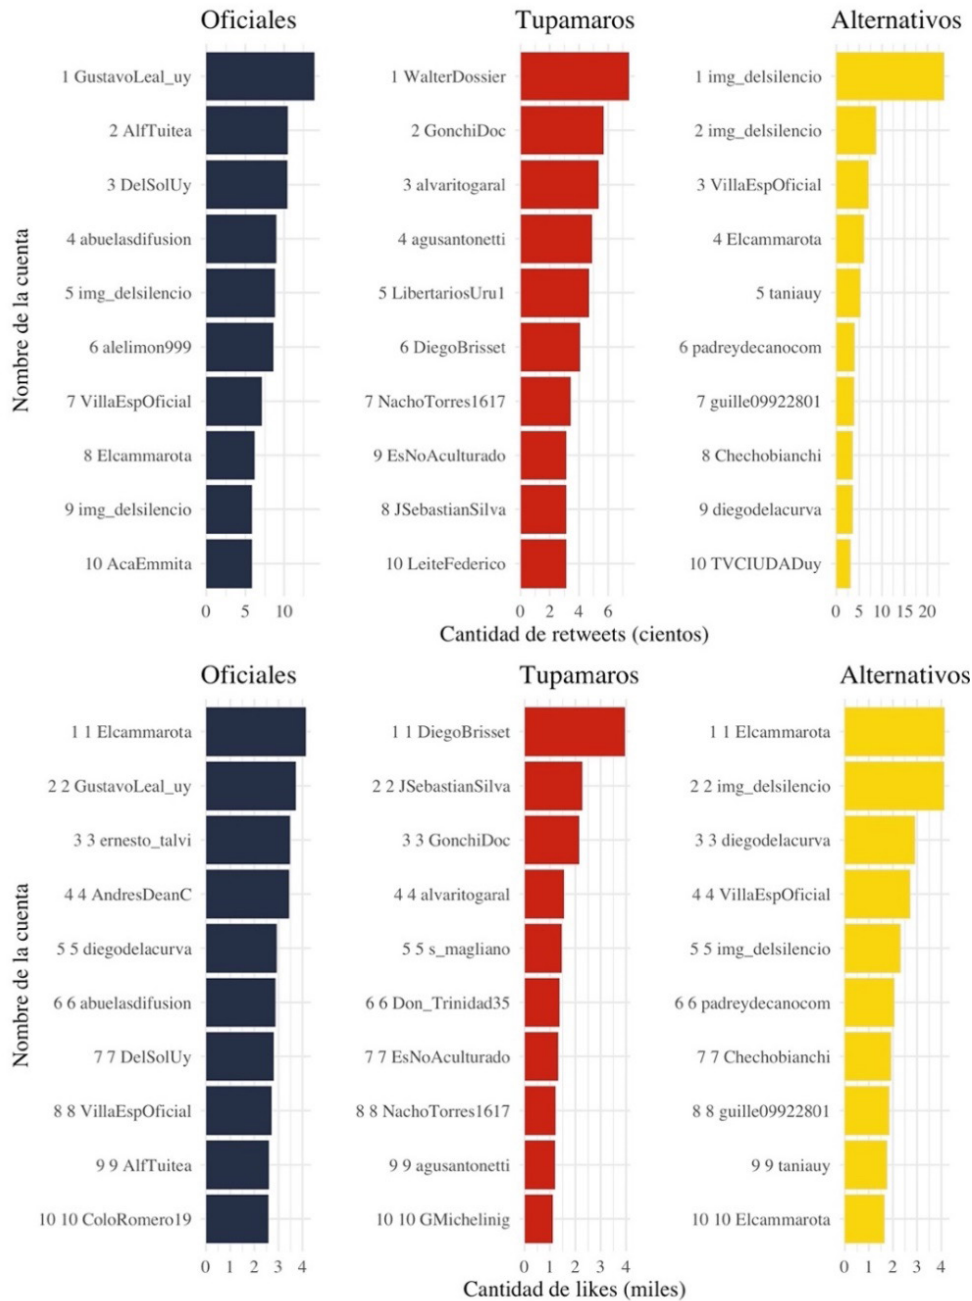 Oficiales
Tupamaros
Alternativos
Nombre de la cuenta
1 GustavoLeal_uy
2 AlfTuitea
3 DelSolUy
4 abuelasdifusion
5 img_delsilencio
6 alelimon999
7 VillaEspOficial
8 Elcammarota
9 img_delsilencio
10 AcaEmmita
0 5 10
1 WalterDossier
2 GonchiDoc
3 alvaritogaral
4 agusantonetti
5 LibertariosUru1
6 DiegoBrisset
7 NachoTorres1617
9 EsNoAculturado
8 JSebastianSilva
10 LeiteFederico
0 2 4 6
1 img_delsilencio
2 img_delsilencio
3 VillaEspOficial
4 Elcammarota
5 taniauy
6 padreydecanocom
7 guille09922801
8 Chechobianchi
9 diegodelacurva
10 TVCIUDADuy
0 5 10 15 20
Cantidad de retweets (cientos)
Oficiales
Tupamaros
Alternativos
Nombre de la cuenta
1 1 Elcammarota
2 2 GustavoLeal_uy
3 3 ernesto_talvi
4 4 AndresDeanC
5 5 diegodelacurva
6 6 abuelasdifusion
7 7 DelSolUy
8 8 VillaEspOficial
9 9 AlfTuitea
10 10 ColoRomero19
0 1 2 3 4
1 1 DiegoBrisset
2 2 JSebastianSilva
3 3 GonchiDoc
4 4 alvaritogaral
5 5 s_magliano
6 6 Don_Trinidad35
7 7 EsNoAculturado
8 8 NachoTorres1617
9 9 agusantonetti
10 10 GMichelinig
0 1 2 3 4
1 1 Elcammarota
2 2 img_delsilencio
3 3 diegodelacurva
4 4 VillaEspOficial
5 5 img_delsilencio
6 6 padreydecanocom
7 7 Chechobianchi
8 8 guille09922801
9 9 taniauy
10 10 Elcammarota
0 1 2 3 4
Cantidad de likes (miles)